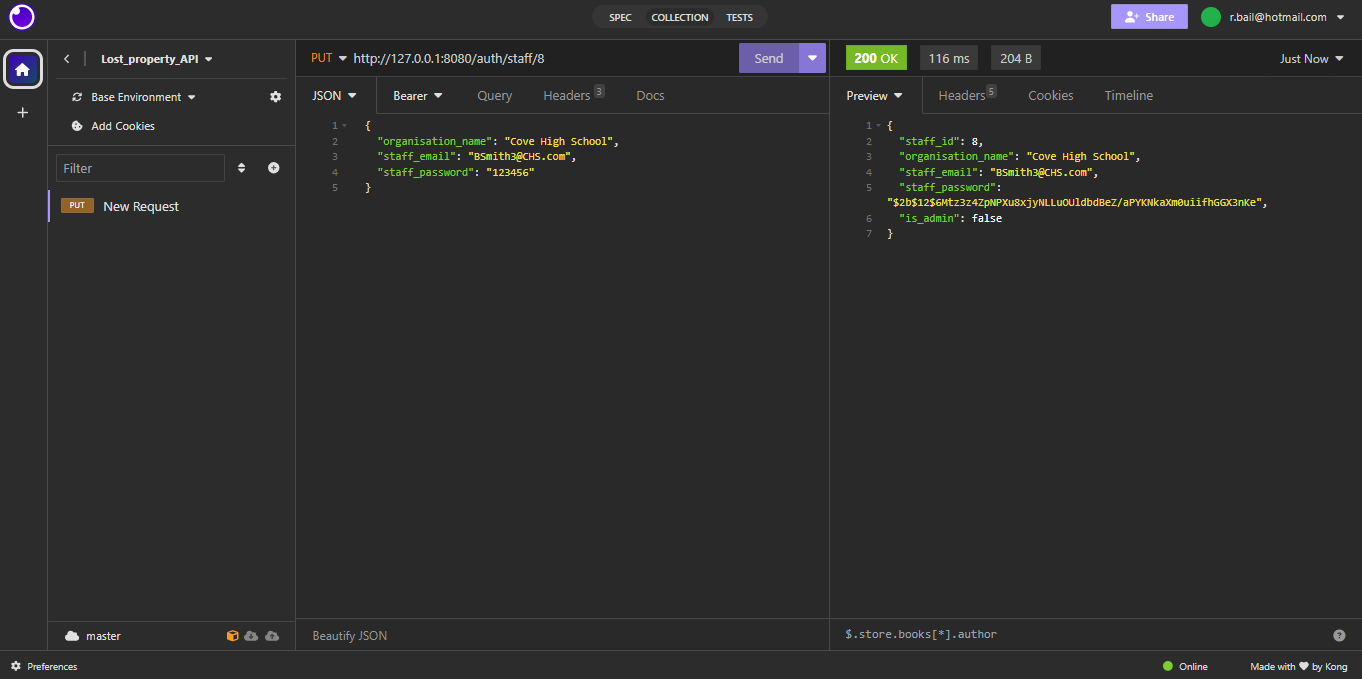 SPEC COLLECTION TESTS
Share
r.bail@hotmail.com
Lost_property_API
Base Environment
Add Cookies
Filter
PUT New Request
master
PUT http://127.0.0.1:8080/auth/staff/8 Send
JSON Bearer Query Headers 3 Docs
1 {
2 "organisation_name": "Cove High School",
3 "staff_email": "BSmith3@CHS.com",
4 "staff_password": "123456"
5 }
Beautify JSON
200 OK 116 ms 204 B Just Now
Preview Headers 5 Cookies Timeline
1 {
2 "staff_id": 8,
3 "organisation_name": "Cove High School",
4 "staff_email": "BSmith3@CHS.com",
5 "staff_password":
"$2b$12$6Mtz3z4ZpNPXu8xjyNLLuOUldbdBeZ/aPYKNkaXm0uiifhGGX3nKe",
6 "is_admin": false
7 }
$.store.books[*].author
?
Preferences
Online
Made with ♥ by Kong